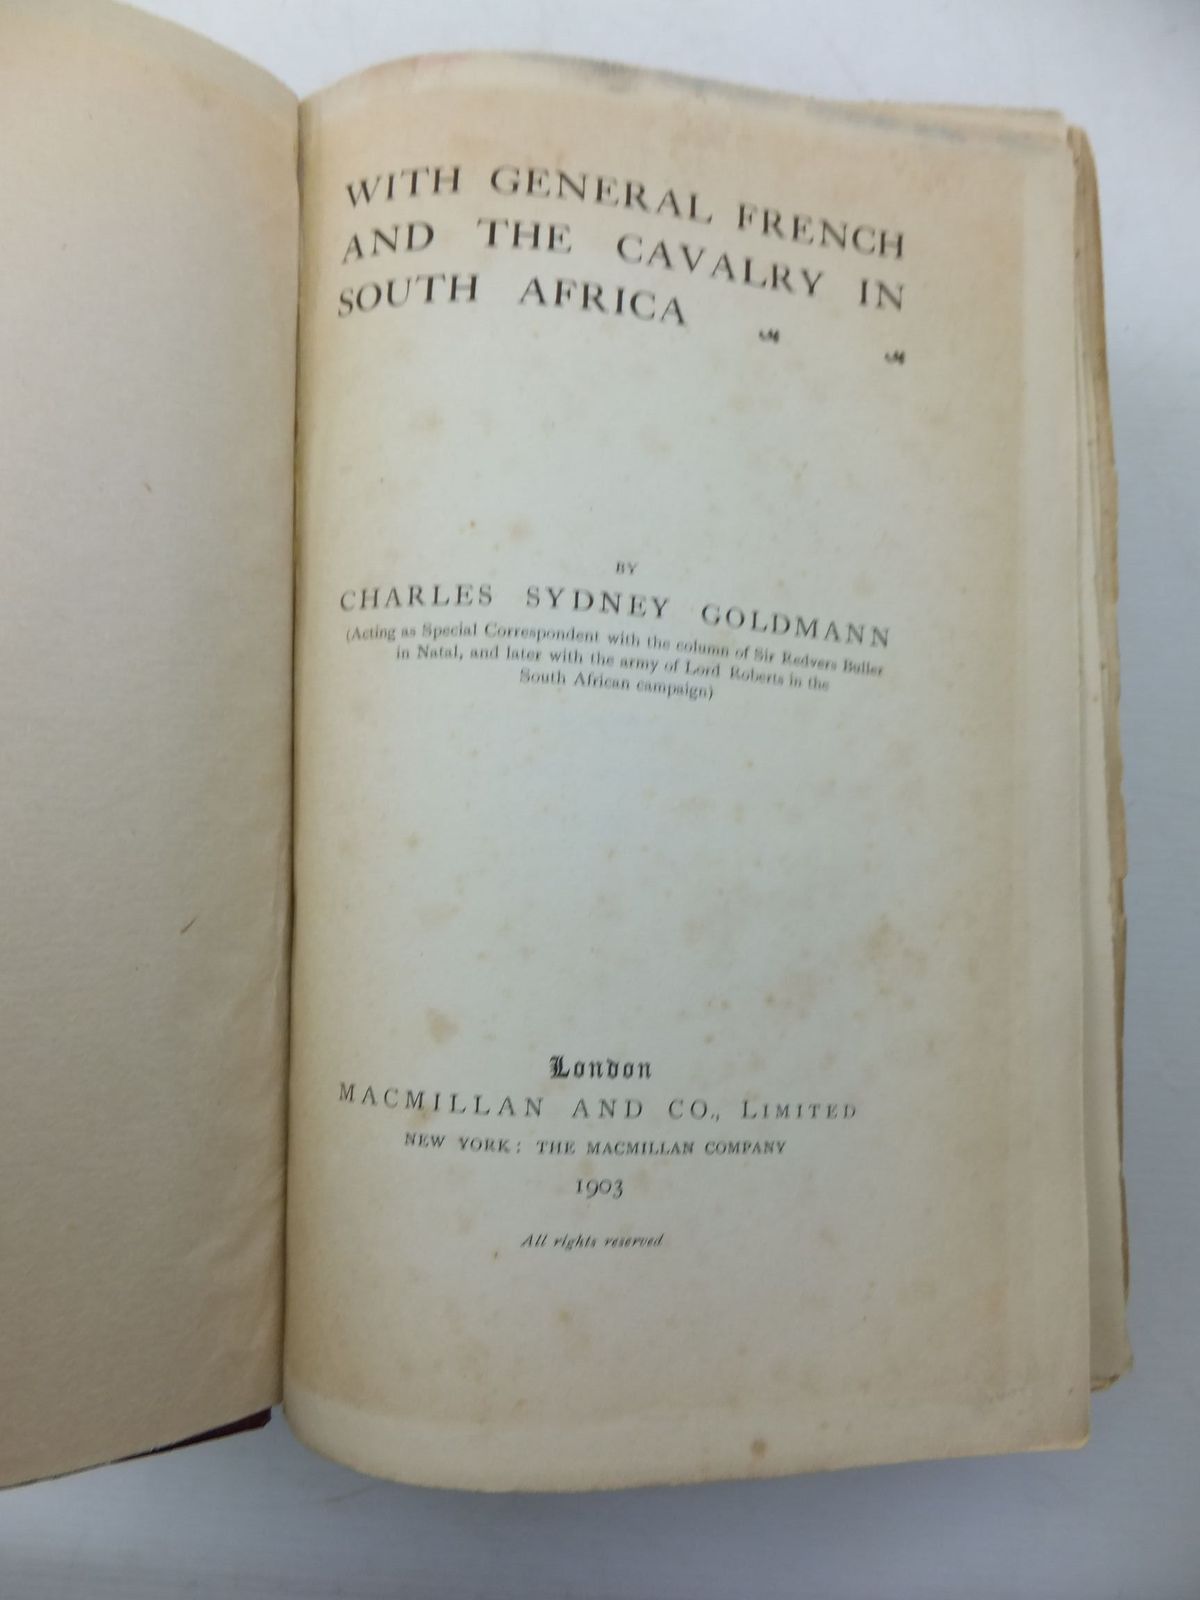 WITH GENERAL FRENCH
AND THE CAVALRY IN
SOUTH AFRICA
BY
CHARLES SYDNEY GOLDMANN
(Acting as Special Correspondent with the column of Sir Redvers Buller
in Natal, and later with the army of Lord Roberts in the
South African campaign)
London
MACMILLAN AND CO., LIMITED
NEW YORK: THE MACMILLAN COMPANY
1903
All rights reserved